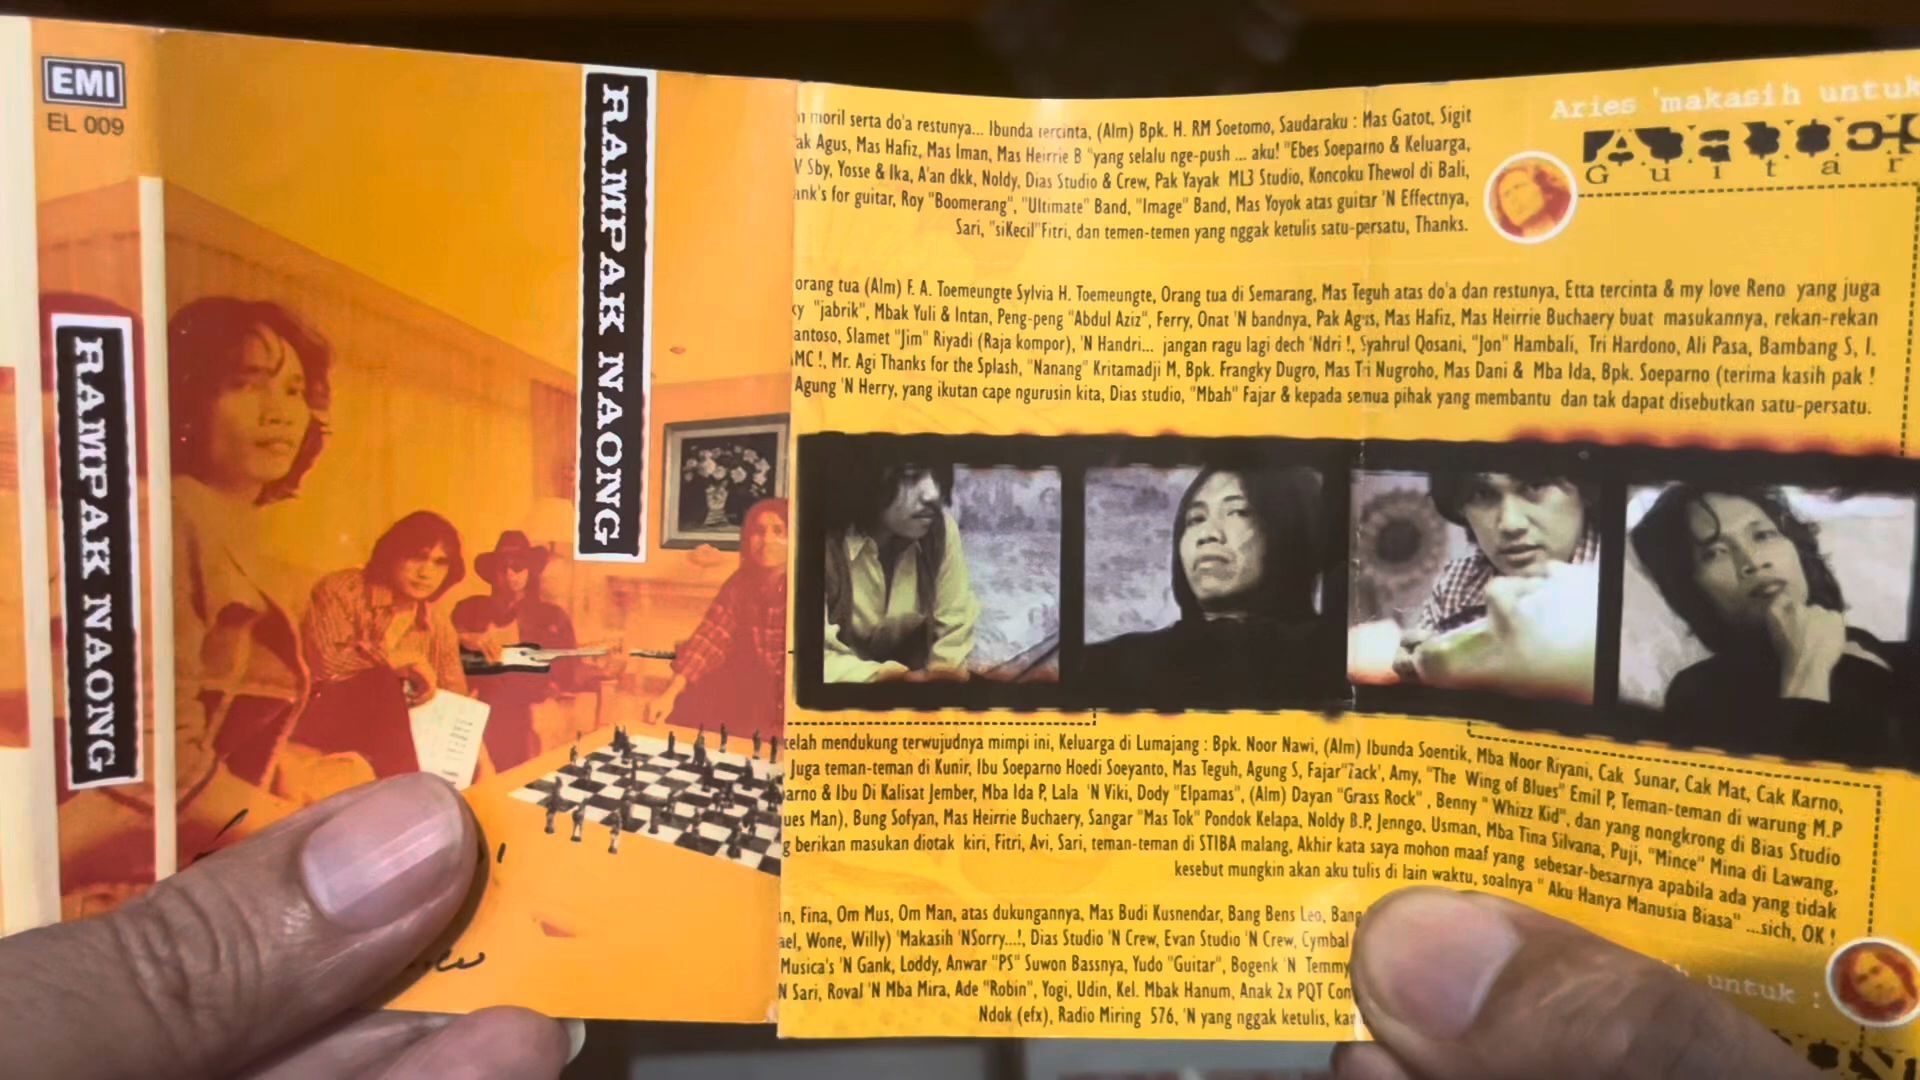 EMI
EL 009
RAMPAK NAONG
RAMPAK NAONG
moril serta do'a restunya... Ibunda tercinta, (Alm) Bpk. H. RM Soetomo, Saudaraku : Mas Gatot, Sigit
ak Agus, Mas Hafiz, Mas Iman, Mas Heirrie B "yang selalu nge-push ... aku! "Ebes Soeparno & Keluarga,
Sby, Yosse & Ika, A'an dkk, Noldy, Dias Studio & Crew, Pak Yayak ML3 Studio, Koncoku Thewol di Bali,
ank's for guitar, Roy "Boomerang", "Ultimate" Band, "Image" Band, Mas Yoyok atas guitar 'N Effectnya,
Sari, "siKecil"Fitri, dan temen-temen yang nggak ketulis satu-persatu, Thanks.
Aries 'makasih untuk
Guitar
orang tua (Alm) F. A. Toemeungte Sylvia H. Toemeungte, Orang tua di Semarang, Mas Teguh atas do'a dan restunya, Etta tercinta & my love Reno yang juga
"jabrik", Mbak Yuli & Intan, Peng-peng "Abdul Aziz", Ferry, Onat 'N bandnya, Pak Agus, Mas Hafiz, Mas Heirrie Buchaery buat masukannya, rekan-rekan
antoso, Slamet "Jim" Riyadi (Raja kompor), 'N Handri... jangan ragu lagi dech 'Ndri !, Syahrul Qosani, "Jon" Hambali, Tri Hardono, Ali Pasa, Bambang S, I.
MC !, Mr. Agi Thanks for the Splash, "Nanang" Kritamadji M, Bpk. Frangky Dugro, Mas Tri Nugroho, Mas Dani & Mba Ida, Bpk. Soeparno (terima kasih pak !
Agung 'N Herry, yang ikutan cape ngurusin kita, Dias studio, "Mbah" Fajar & kepada semua pihak yang membantu dan tak dapat disebutkan satu-persatu.
telah mendukung terwujudnya mimpi ini, Keluarga di Lumajang : Bpk. Noor Nawi, (Alm) Ibunda Soentik, Mba Noor Riyani, Cak Sunar, Cak Mat, Cak Karno,
Juga teman-teman di Kunir, Ibu Soeparno Hoedi Soeyanto, Mas Teguh, Agung S, Fajar"Zack', Amy, "The Wing of Blues" Emil P, Teman-teman di warung M.P
arno & Ibu Di Kalisat Jember, Mba Ida P, Lala 'N Viki, Dody "Elpamas", (Alm) Dayan "Grass Rock" , Benny " Whizz Kid", dan yang nongkrong di Bias Studio
ues Man), Bung Sofyan, Mas Heirrie Buchaery, Sangar "Mas Tok" Pondok Kelapa, Noldy B.P, Jenngo, Usman, Mba Tina Silvana, Puji, "Mince" Mina di Lawang,
g berikan masukan diotak kiri, Fitri, Avi, Sari, teman-teman di STIBA malang, Akhir kata saya mohon maaf yang sebesar-besarnya apabila ada yang tidak
kesebut mungkin akan aku tulis di lain waktu, soalnya " Aku Hanya Manusia Biasa" ...sich, OK !
n, Fina, Om Mus, Om Man, atas dukungannya, Mas Budi Kusnendar, Bang Bens Leo, Bang
ael, Wone, Willy) 'Makasih 'NSorry...!, Dias Studio 'N Crew, Evan Studio 'N Crew, Cymbal
Musica's 'N Gank, Loddy, Anwar "PS" Suwon Bassnya, Yudo "Guitar", Bogenk 'N Temmy
N Sari, Roval 'N Mba Mira, Ade "Robin", Yogi, Udin, Kel. Mbak Hanum, Anak 2x PQT Com
Ndok (efx), Radio Miring 576, 'N yang nggak ketulis, kar
untuk :